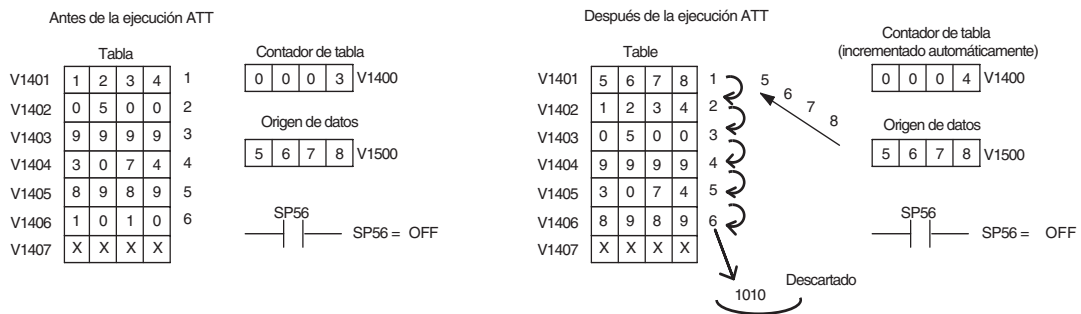 Antes de la ejecución ATT
Tabla
V1401 1 2 3 4 1
V1402 0 5 0 0 2
V1403 9 9 9 9 3
V1404 3 0 7 4 4
V1405 8 9 8 9 5
V1406 1 0 1 0 6
V1407 X X X X
Contador de tabla
0 0 0 3 V1400
Origen de datos
5 6 7 8 V1500
SP56
SP56 = OFF
Después de la ejecución ATT
Table
V1401 5 6 7 8 1
V1402 1 2 3 4 2
V1403 0 5 0 0 3
V1404 9 9 9 9 4
V1405 3 0 7 4 5
V1406 8 9 8 9 6
V1407 X X X X
5 6 7 8
1010
Descartado
Contador de tabla
(incrementado automáticamente)
0 0 0 4 V1400
Origen de datos
5 6 7 8 V1500
SP56
SP56 = OFF